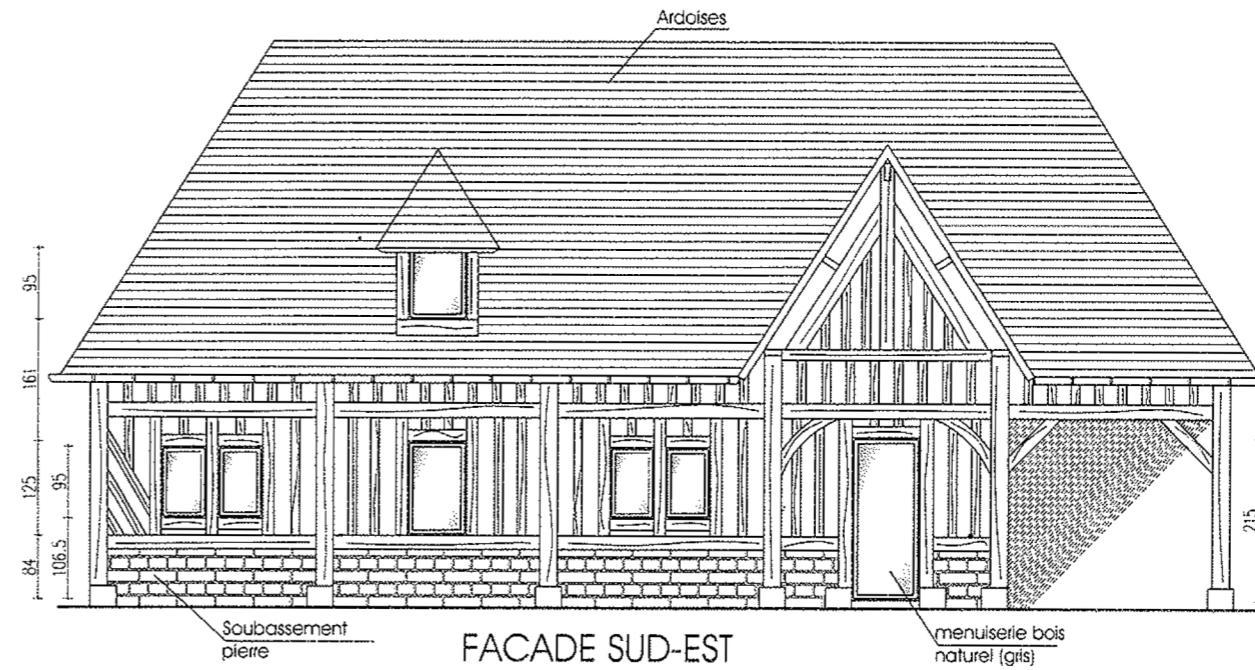 Ardoises
95
161
125
95
84
106.5
215
Soubassement
pierre
FACADE SUD-EST
menuiserie bois
naturel (gris)